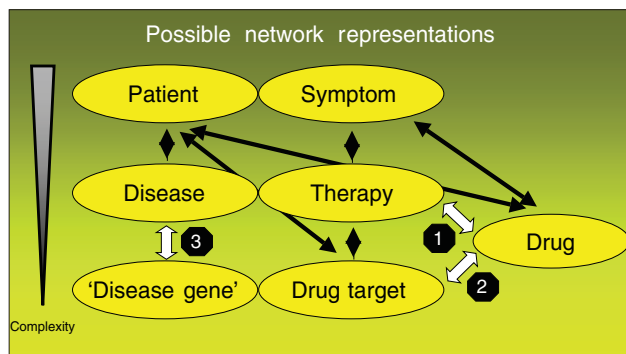 Possible network representations
Patient
Symptom
Disease
Therapy
1
Drug
3
2
'Disease gene'
Drug target
Complexity